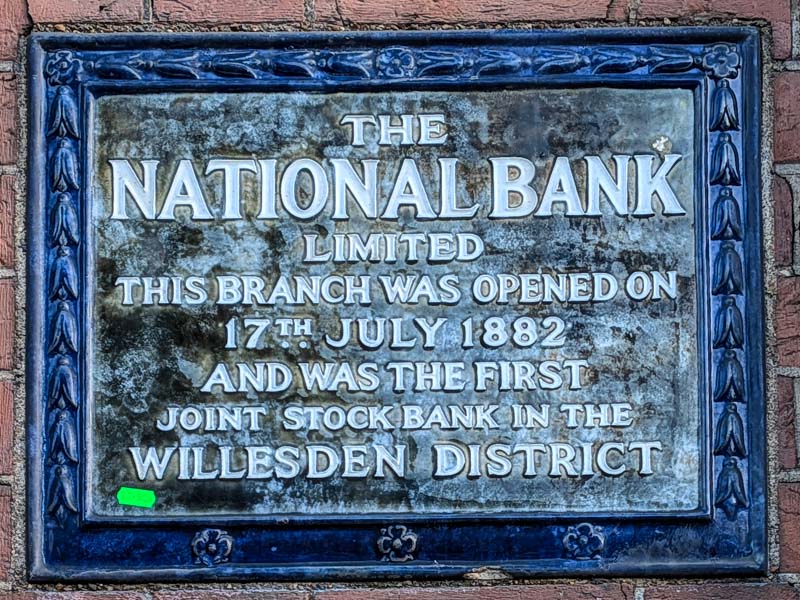 THE
NATIONAL BANK
LIMITED
THIS BRANCH WAS OPENED ON
17TH JULY 1882
AND WAS THE FIRST
JOINT STOCK BANK IN THE
WILLESDEN DISTRICT